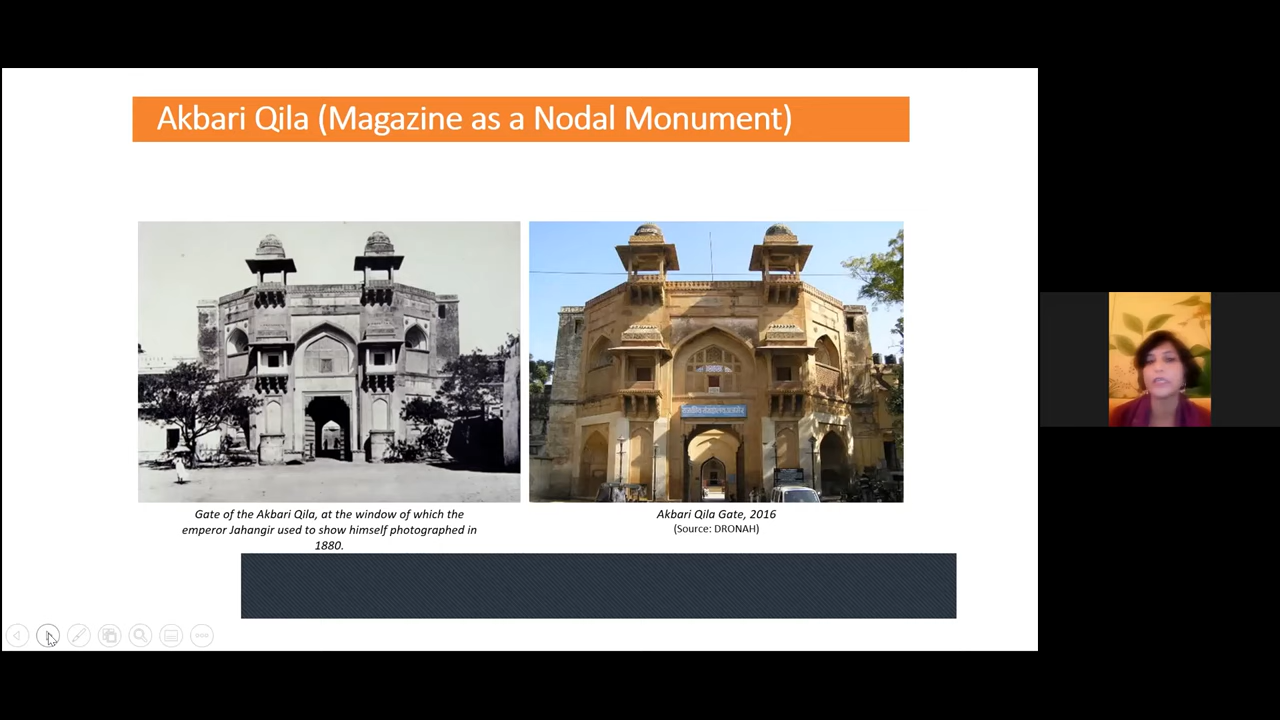 Akbari Qila (Magazine as a Nodal Monument)
Gate of the Akbari Qila, at the window of which the
emperor Jahangir used to show himself photographed in
1880.
Akbari Qila Gate, 2016
(Source: DRONAH)